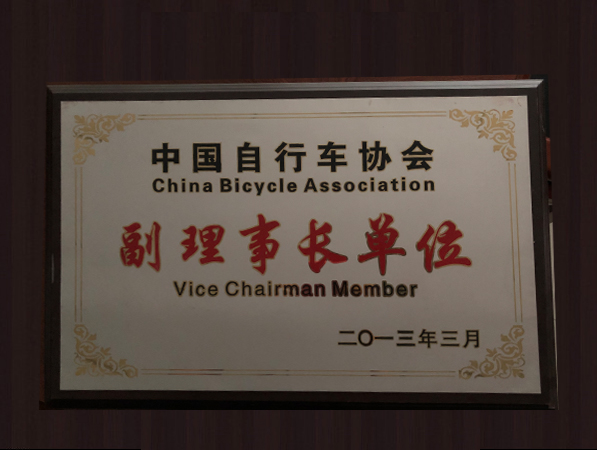 中国自行车协会
China Bicycle Association
副理事长单位
Vice Chairman Member
二〇一三年三月